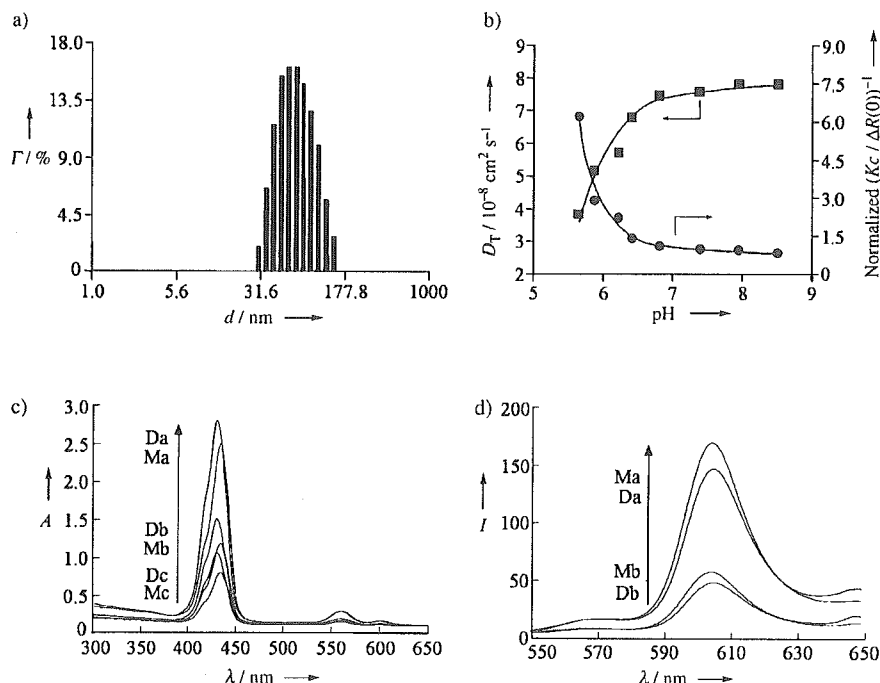 a)
18.0
13.5
9.0
4.5
0
Γ / %
1.0
5.6
31.6
177.8
1000
d / nm
b)
9
8
7
6
5
4
3
2
D_T / 10⁻⁸ cm² s⁻¹
9.0
7.5
6.0
4.5
3.0
1.5
0
Normalized (Kc / ΔR(0))⁻¹
5
6
7
8
9
pH
c)
3.0
2.5
2.0
1.5
1.0
0.5
0
A
Da
Ma
Db
Mb
Dc
Mc
300
350
400
450
500
550
600
650
λ / nm
d)
200
150
100
50
0
I
Ma
Da
Mb
Db
550
570
590
610
630
650
λ / nm